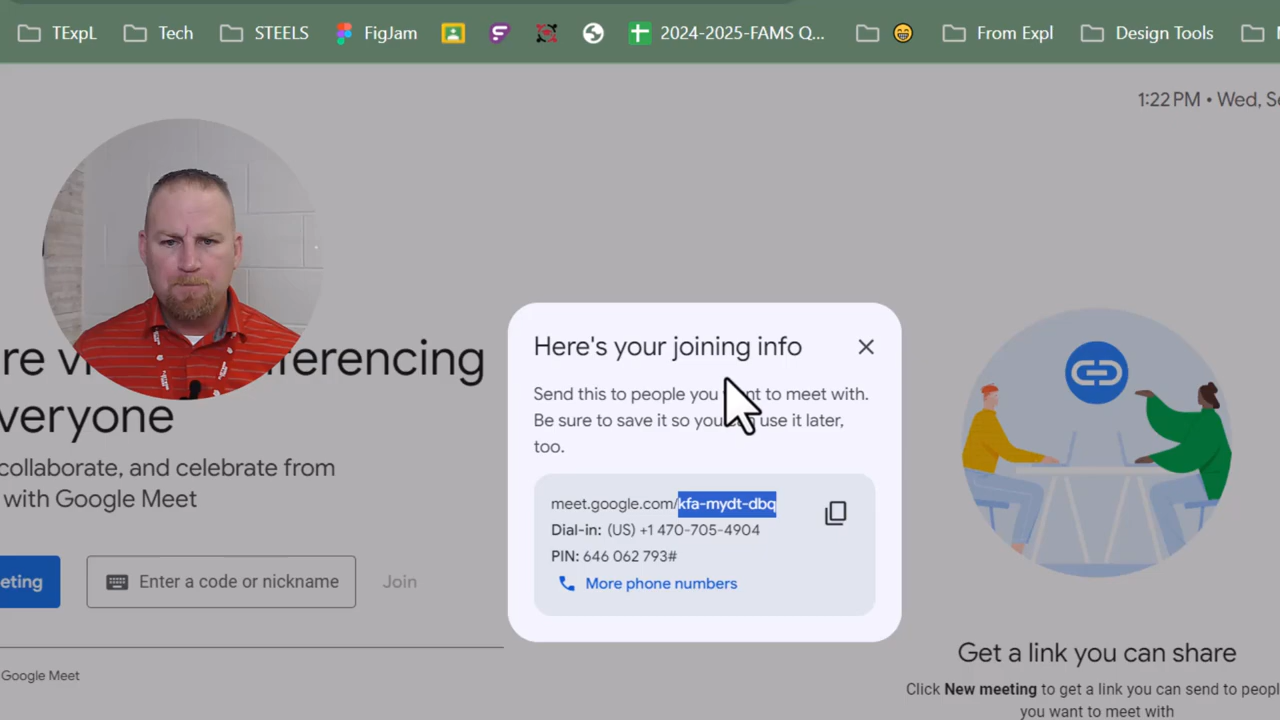 TExpL Tech STEELS FigJam 2024-2025-FAMS Q... From Expl Design Tools
1:22 PM • Wed,
erencing
veryone
collaborate, and celebrate from
with Google Meet
eting Enter a code or nickname Join
Google Meet
Here's your joining info
Send this to people you want to meet with.
Be sure to save it so you can use it later,
too.
meet.google.com/kfa-mydt-dbq
Dial-in: (US) +1 470-705-4904
PIN: 646 062 793#
More phone numbers
Get a link you can share
Click New meeting to get a link you can send to peopl
you want to meet with